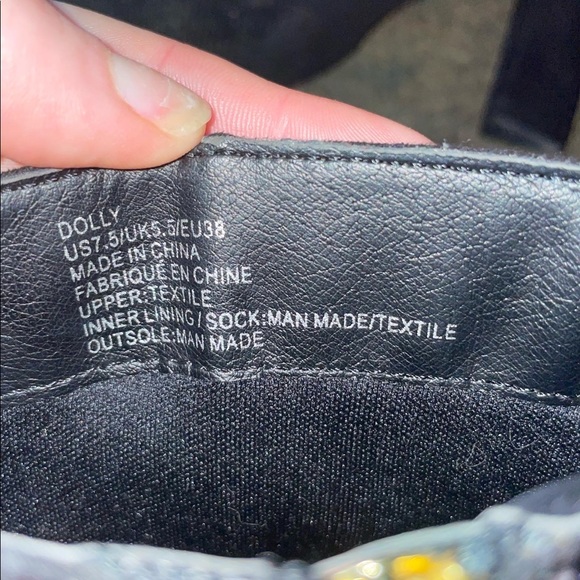 DOLLY
US7.5/UK5.5/EU38
MADE IN CHINA
FABRIQUÉ EN CHINE
UPPER:TEXTILE
INNER LINING / SOCK:MAN MADE/TEXTILE
OUTSOLE:MAN MADE